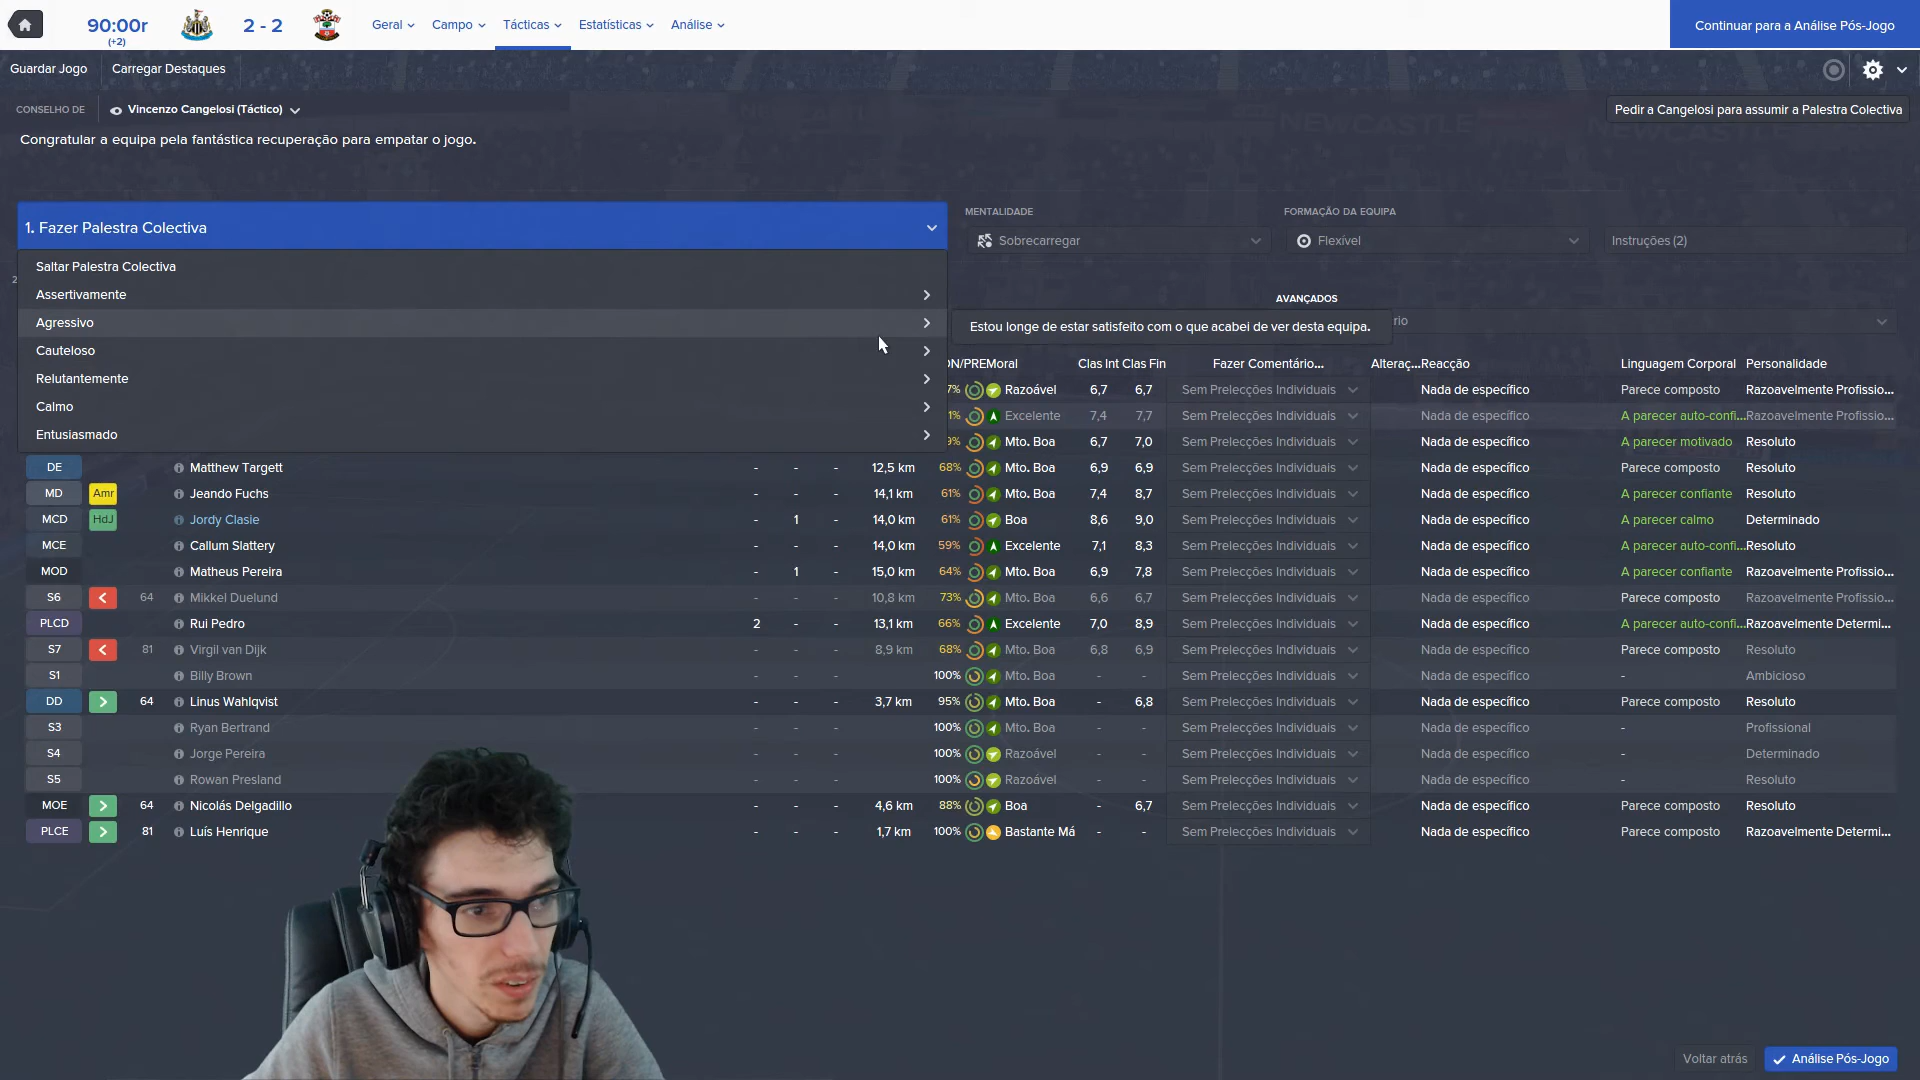 90:00r
(+2)
2 - 2
Geral
Campo
Tácticas
Estatísticas
Análise
Continuar para a Análise Pós-Jogo
Guardar Jogo
Carregar Destaques
CONSELHO DE
Vincenzo Cangelosi (Táctico)
Pedir a Cangelosi para assumir a Palestra Colectiva
Congratular a equipa pela fantástica recuperação para empatar o jogo.
NEWCASTLE
1. Fazer Palestra Colectiva
MENTALIDADE
FORMAÇÃO DA EQUIPA
Sobrecarregar
Flexível
Instruções (2)
Saltar Palestra Colectiva
Assertivamente
Agressivo
Cauteloso
Relutantemente
Calmo
Entusiasmado
AVANÇADOS
Estou longe de estar satisfeito com o que acabei de ver desta equipa.
rio
ON/PREMoral Clas Int Clas Fin Fazer Comentário... Alteraç...Reacção Linguagem Corporal Personalidade
7% Razoável 6,7 6,7 Sem Prelecções Individuais Nada de específico Parece composto Razoavelmente Profissio...
1% Excelente 7,4 7,7 Sem Prelecções Individuais Nada de específico A parecer auto-confi...Razoavelmente Profissio...
9% Mto. Boa 6,7 7,0 Sem Prelecções Individuais Nada de específico A parecer motivado Resoluto
DE Matthew Targett - - - 12,5 km 68% Mto. Boa 6,9 6,9 Sem Prelecções Individuais Nada de específico Parece composto Resoluto
MD Amr Jeando Fuchs - - - 14,1 km 61% Mto. Boa 7,4 8,7 Sem Prelecções Individuais Nada de específico A parecer confiante Resoluto
MCD HdJ Jordy Clasie - 1 - 14,0 km 61% Boa 8,6 9,0 Sem Prelecções Individuais Nada de específico A parecer calmo Determinado
MCE Callum Slattery - - - 14,0 km 59% Excelente 7,1 8,3 Sem Prelecções Individuais Nada de específico A parecer auto-confi...Resoluto
MOD Matheus Pereira - 1 - 15,0 km 64% Mto. Boa 6,9 7,8 Sem Prelecções Individuais Nada de específico A parecer confiante Razoavelmente Profissio...
S6 64 Mikkel Duelund - - - 10,8 km 73% Mto. Boa 6,6 6,7 Sem Prelecções Individuais Nada de específico Parece composto Razoavelmente Profissio...
PLCD Rui Pedro 2 - - 13,1 km 66% Excelente 7,0 8,9 Sem Prelecções Individuais Nada de específico A parecer auto-confi...Razoavelmente Determi...
S7 81 Virgil van Dijk - - - 8,9 km 68% Mto. Boa 6,8 6,9 Sem Prelecções Individuais Nada de específico Parece composto Resoluto
S1 Billy Brown - - - 100% Mto. Boa - - Sem Prelecções Individuais Nada de específico - Ambicioso
DD 64 Linus Wahlqvist - - - 3,7 km 95% Mto. Boa - 6,8 Sem Prelecções Individuais Nada de específico Parece composto Resoluto
S3 Ryan Bertrand - - - 100% Mto. Boa - - Sem Prelecções Individuais Nada de específico - Profissional
S4 Jorge Pereira - - - 100% Razoável - - Sem Prelecções Individuais Nada de específico - Determinado
S5 Rowan Presland - - - 100% Razoável - - Sem Prelecções Individuais Nada de específico - Resoluto
MOE 64 Nicolás Delgadillo - - - 4,6 km 88% Boa - 6,7 Sem Prelecções Individuais Nada de específico Parece composto Resoluto
PLCE 81 Luís Henrique - - - 1,7 km 100% Bastante Má - - Sem Prelecções Individuais Nada de específico Parece composto Razoavelmente Determi...
Voltar atrás
Análise Pós-Jogo